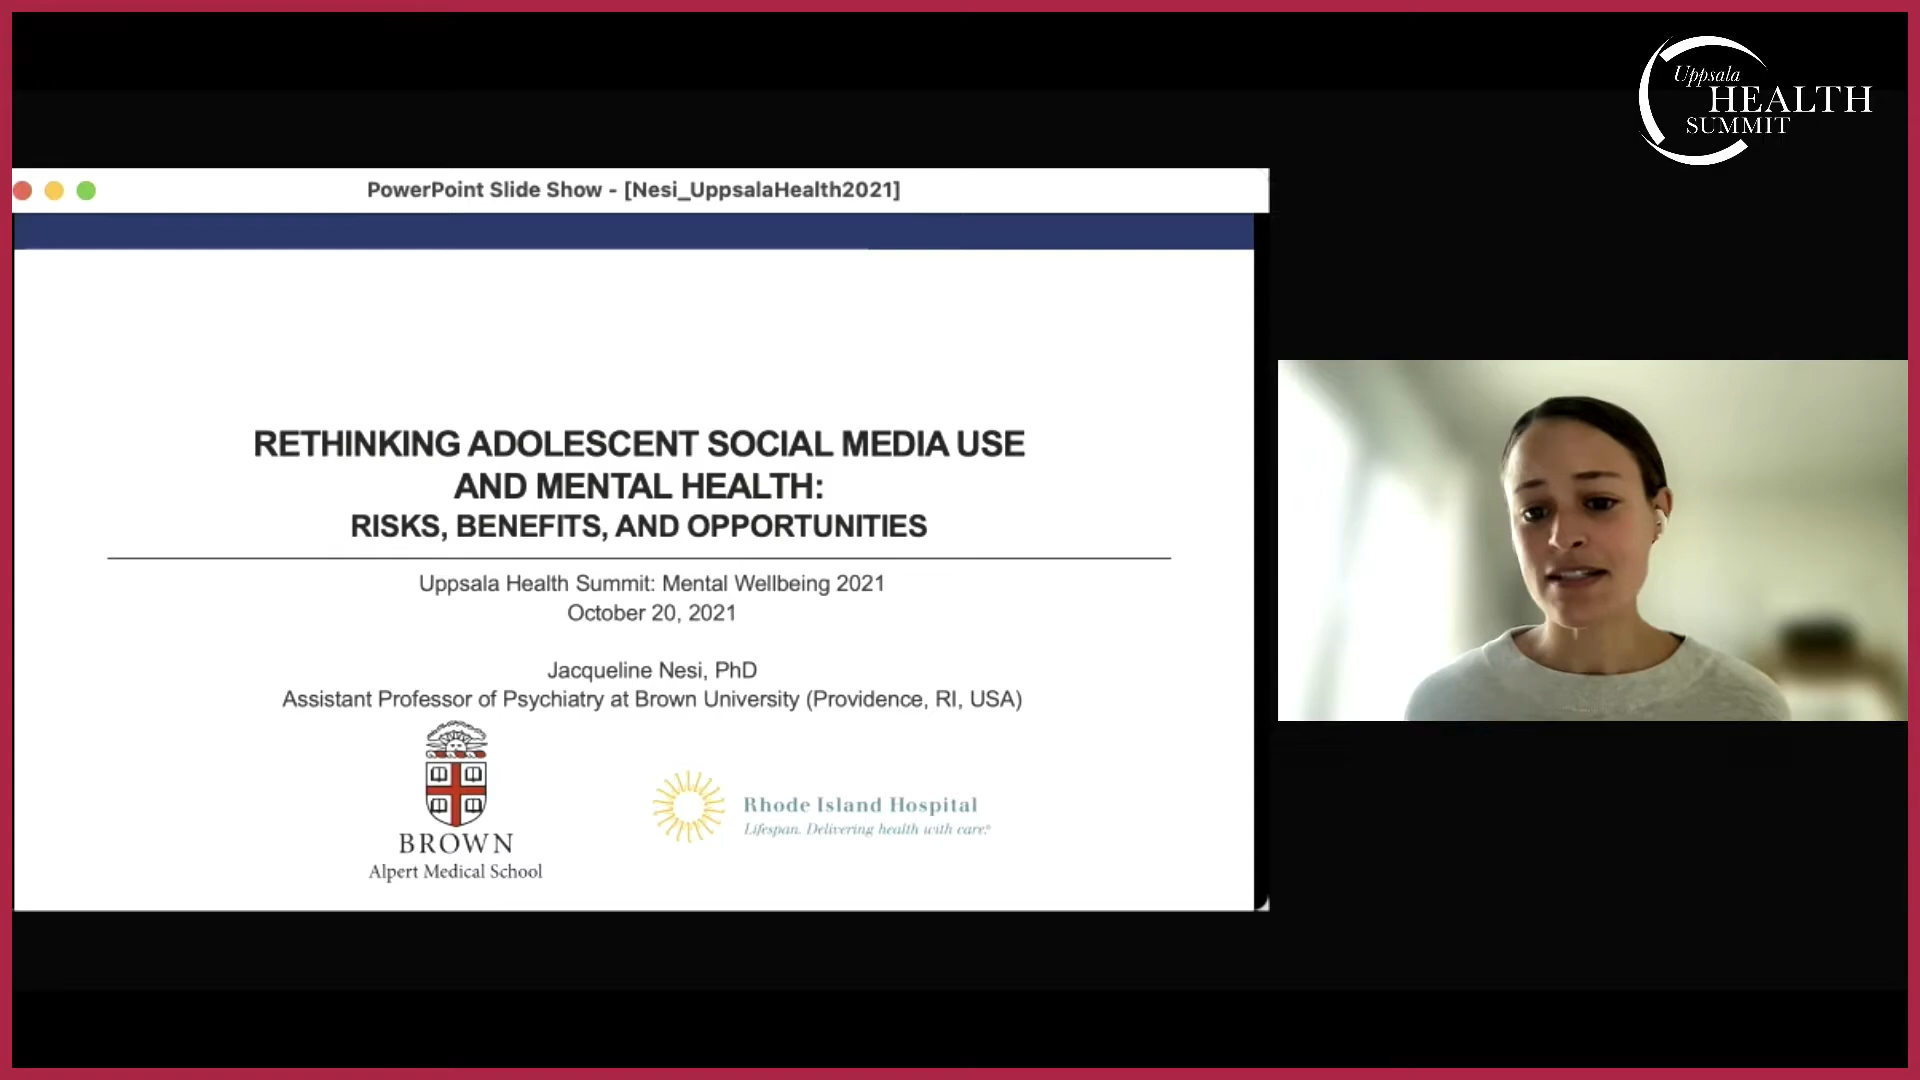 Uppsala
HEALTH
SUMMIT
PowerPoint Slide Show - [Nesi_UppsalaHealth2021]
RETHINKING ADOLESCENT SOCIAL MEDIA USE
AND MENTAL HEALTH:
RISKS, BENEFITS, AND OPPORTUNITIES
Uppsala Health Summit: Mental Wellbeing 2021
October 20, 2021
Jacqueline Nesi, PhD
Assistant Professor of Psychiatry at Brown University (Providence, RI, USA)
BROWN
Alpert Medical School
Rhode Island Hospital
Lifespan. Delivering health with care.®